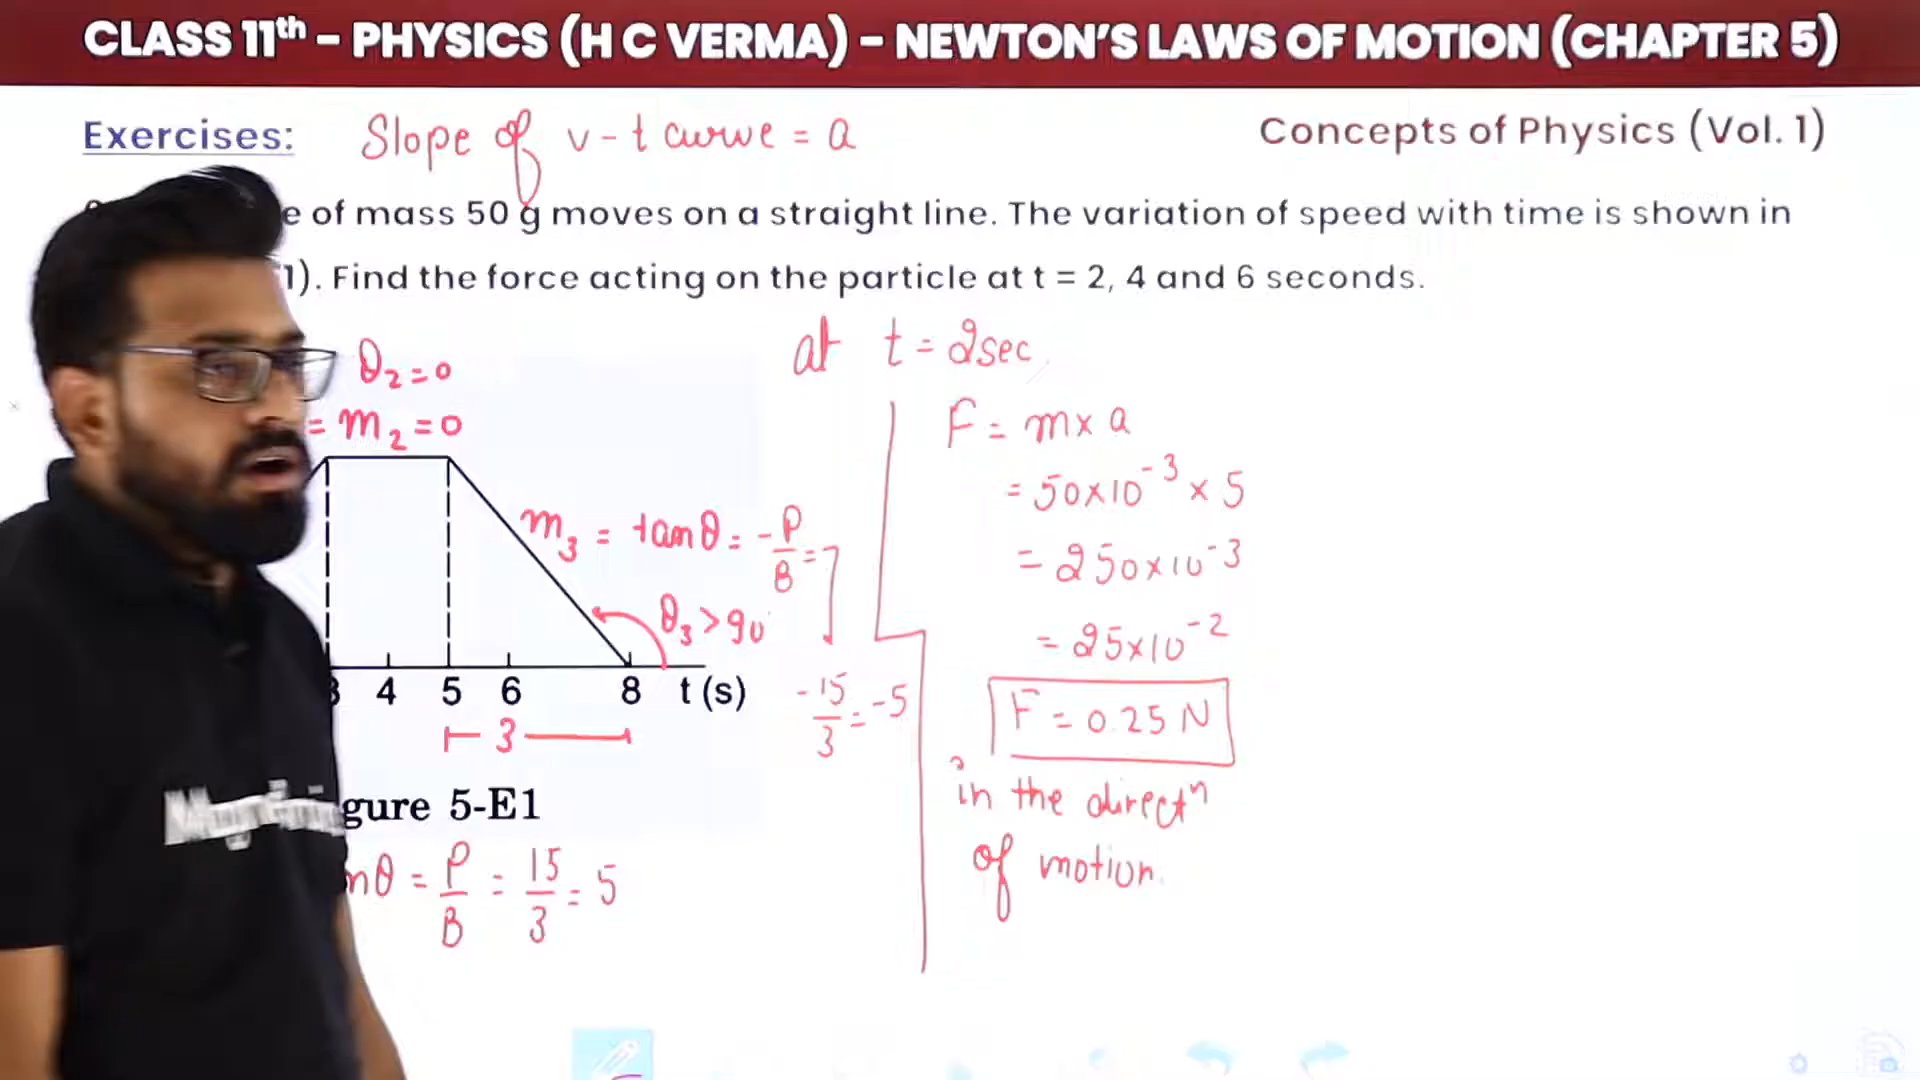 CLASS 11th – PHYSICS (H C VERMA) – NEWTON'S LAWS OF MOTION (CHAPTER 5)
Exercises:
Slope of v - t curve = a
Concepts of Physics (Vol. 1)
e of mass 50 g moves on a straight line. The variation of speed with time is shown in
1). Find the force acting on the particle at t = 2, 4 and 6 seconds.
θ₂ = 0
= m₂ = 0
m₃ = tanθ = -P/B =
θ₃ > 90
3 4 5 6 8 t (s)
3
-15/3 = -5
gure 5-E1
nθ = P/B = 15/3 = 5
at t = 2sec
F = m x a
= 50x10⁻³ x 5
= 250x10⁻³
= 25x10⁻²
F = 0.25 N
in the directⁿ
of motion.